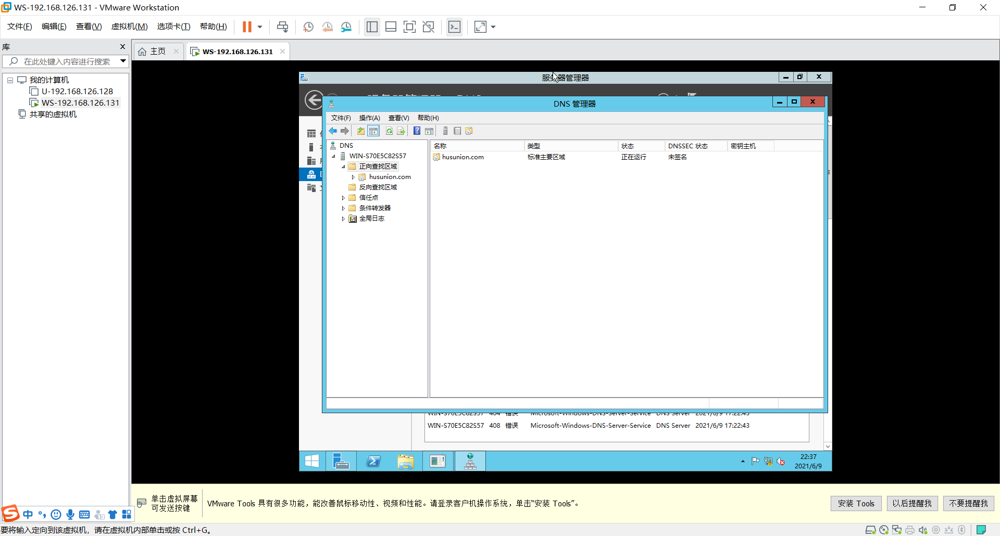 WS-192.168.126.131 - VMware Workstation
文件(F) 编辑(E) 查看(V) 虚拟机(M) 选项卡(T) 帮助(H)
库
主页
WS-192.168.126.131
在此处键入内容进行搜索
我的计算机
U-192.168.126.128
WS-192.168.126.131
共享的虚拟机
服务器管理器
DNS 管理器
文件(F) 操作(A) 查看(V) 帮助(H)
DNS
WIN-S70E5C82S57
正向查找区域
husunion.com
反向查找区域
信任点
条件转发器
全局日志
名称 类型 状态 DNSSEC 状态 密钥主机
husunion.com 标准主要区域 正在运行 未签名
WIN-S70E5C82S57 404 错误 Microsoft-Windows-DNS-Server-Service DNS Server 2021/6/9 17:22:43
WIN-S70E5C82S57 408 错误 Microsoft-Windows-DNS-Server-Service DNS Server 2021/6/9 17:22:43
22:37
2021/6/9
单击虚拟屏幕
可发送按键
VMware Tools 具有很多功能，能改善鼠标移动性、视频和性能。请登录客户机操作系统，单击“安装 Tools”。
安装 Tools
以后提醒我
不要提醒我
中
要将输入定向到该虚拟机，请在虚拟机内部单击或按 Ctrl+G。